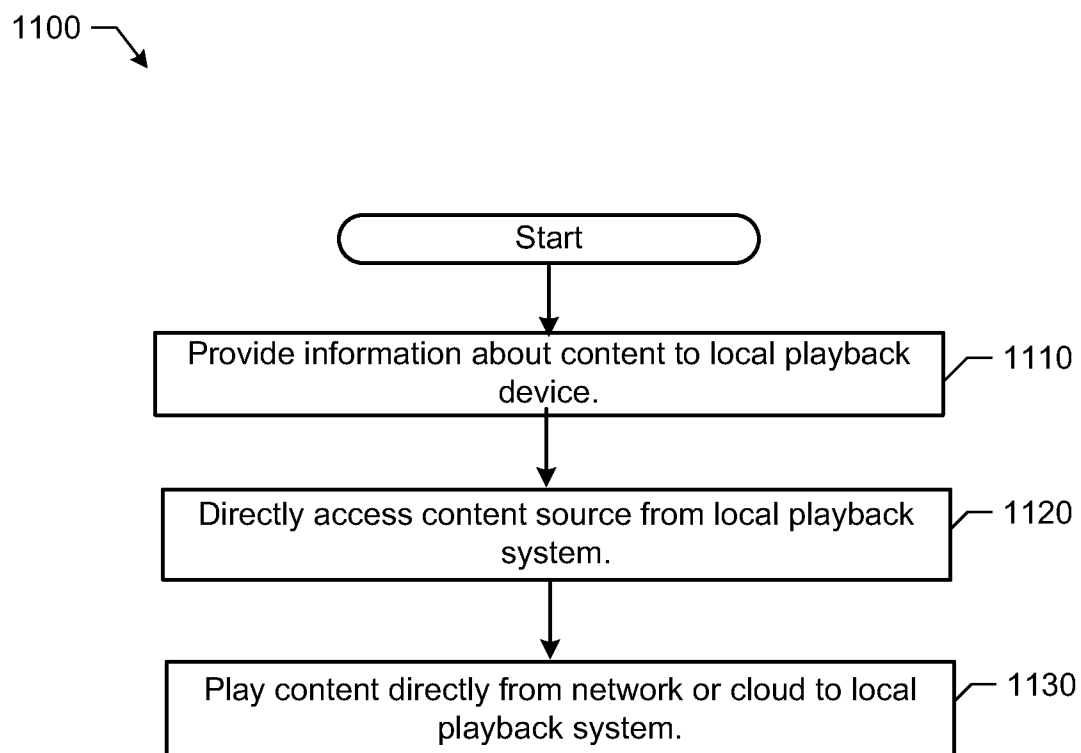 1100
Start
Provide information about content to local playback
device.
1110
Directly access content source from local playback
system.
1120
Play content directly from network or cloud to local
playback system.
1130